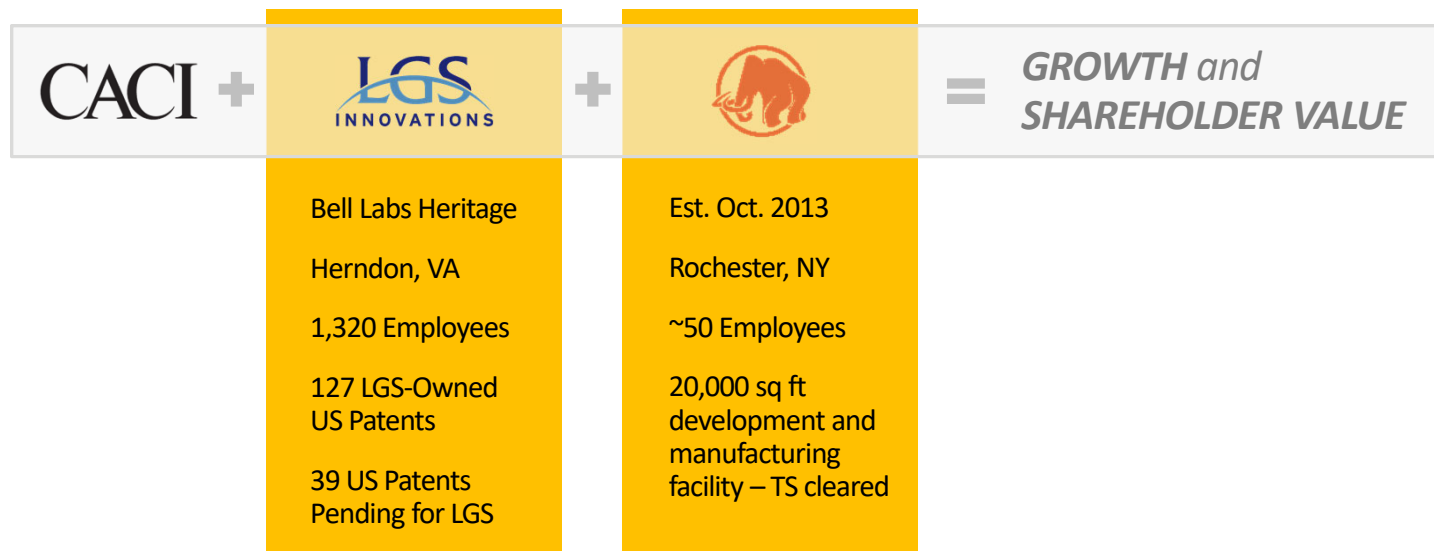 CACI + LGS INNOVATIONS + = GROWTH and
SHAREHOLDER VALUE
Bell Labs Heritage
Herndon, VA
1,320 Employees
127 LGS-Owned
US Patents
39 US Patents
Pending for LGS
Est. Oct. 2013
Rochester, NY
~50 Employees
20,000 sq ft
development and
manufacturing
facility – TS cleared